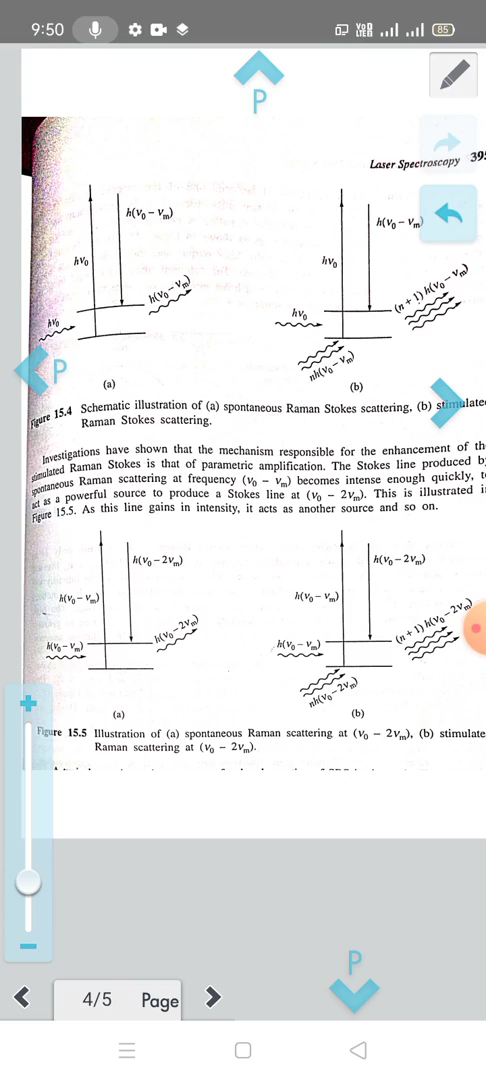 9:50
VoD
LTE
85
P
Laser Spectroscopy
h(ν₀ − νₘ)
hν₀
h(ν₀ − νₘ)
hν₀
(a)
h(ν₀ − νₘ)
hν₀
(n + 1) h(ν₀ − νₘ)
hν₀
nh(ν₀ − νₘ)
(b)
P
Figure 15.4 Schematic illustration of (a) spontaneous Raman Stokes scattering, (b)
Raman Stokes scattering.
Investigations have shown that the mechanism responsible for the enhancement of
stimulated Raman Stokes is that of parametric amplification. The Stokes line produced
spontaneous Raman scattering at frequency (ν₀ − νₘ) becomes intense enough quickly,
act as a powerful source to produce a Stokes line at (ν₀ − 2νₘ). This is illustrated
Figure 15.5. As this line gains in intensity, it acts as another source and so on.
h(ν₀ − 2νₘ)
h(ν₀ − νₘ)
h(ν₀ − νₘ)
h(ν₀ − 2νₘ)
(a)
h(ν₀ − 2νₘ)
h(ν₀ − νₘ)
(n + 1) h(ν₀ − 2νₘ)
h(ν₀ − νₘ)
nh(ν₀ − 2νₘ)
(b)
Figure 15.5 Illustration of (a) spontaneous Raman scattering at (ν₀ − 2νₘ), (b)
Raman scattering at (ν₀ − 2νₘ).
P
4/5 Page